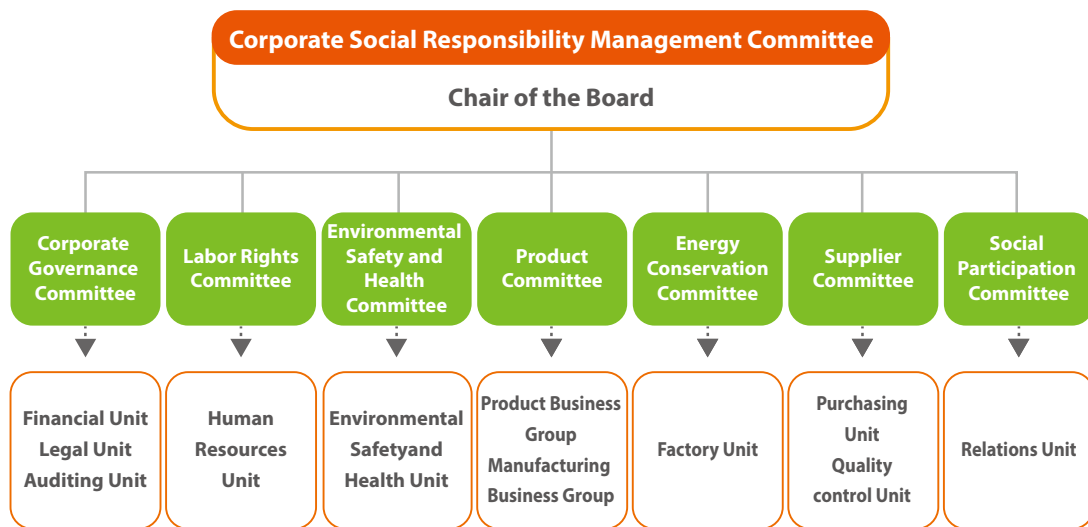 Corporate Social Responsibility Management Committee
Chair of the Board
Corporate
Governance
Committee
Labor Rights
Committee
Environmental
Safety and
Health
Committee
Product
Committee
Energy
Conservation
Committee
Supplier
Committee
Social
Participation
Committee
Financial Unit
Legal Unit
Auditing Unit
Human
Resources
Unit
Environmental
Safetyand
Health Unit
Product Business
Group
Manufacturing
Business Group
Factory Unit
Purchasing
Unit
Quality
control Unit
Relations Unit